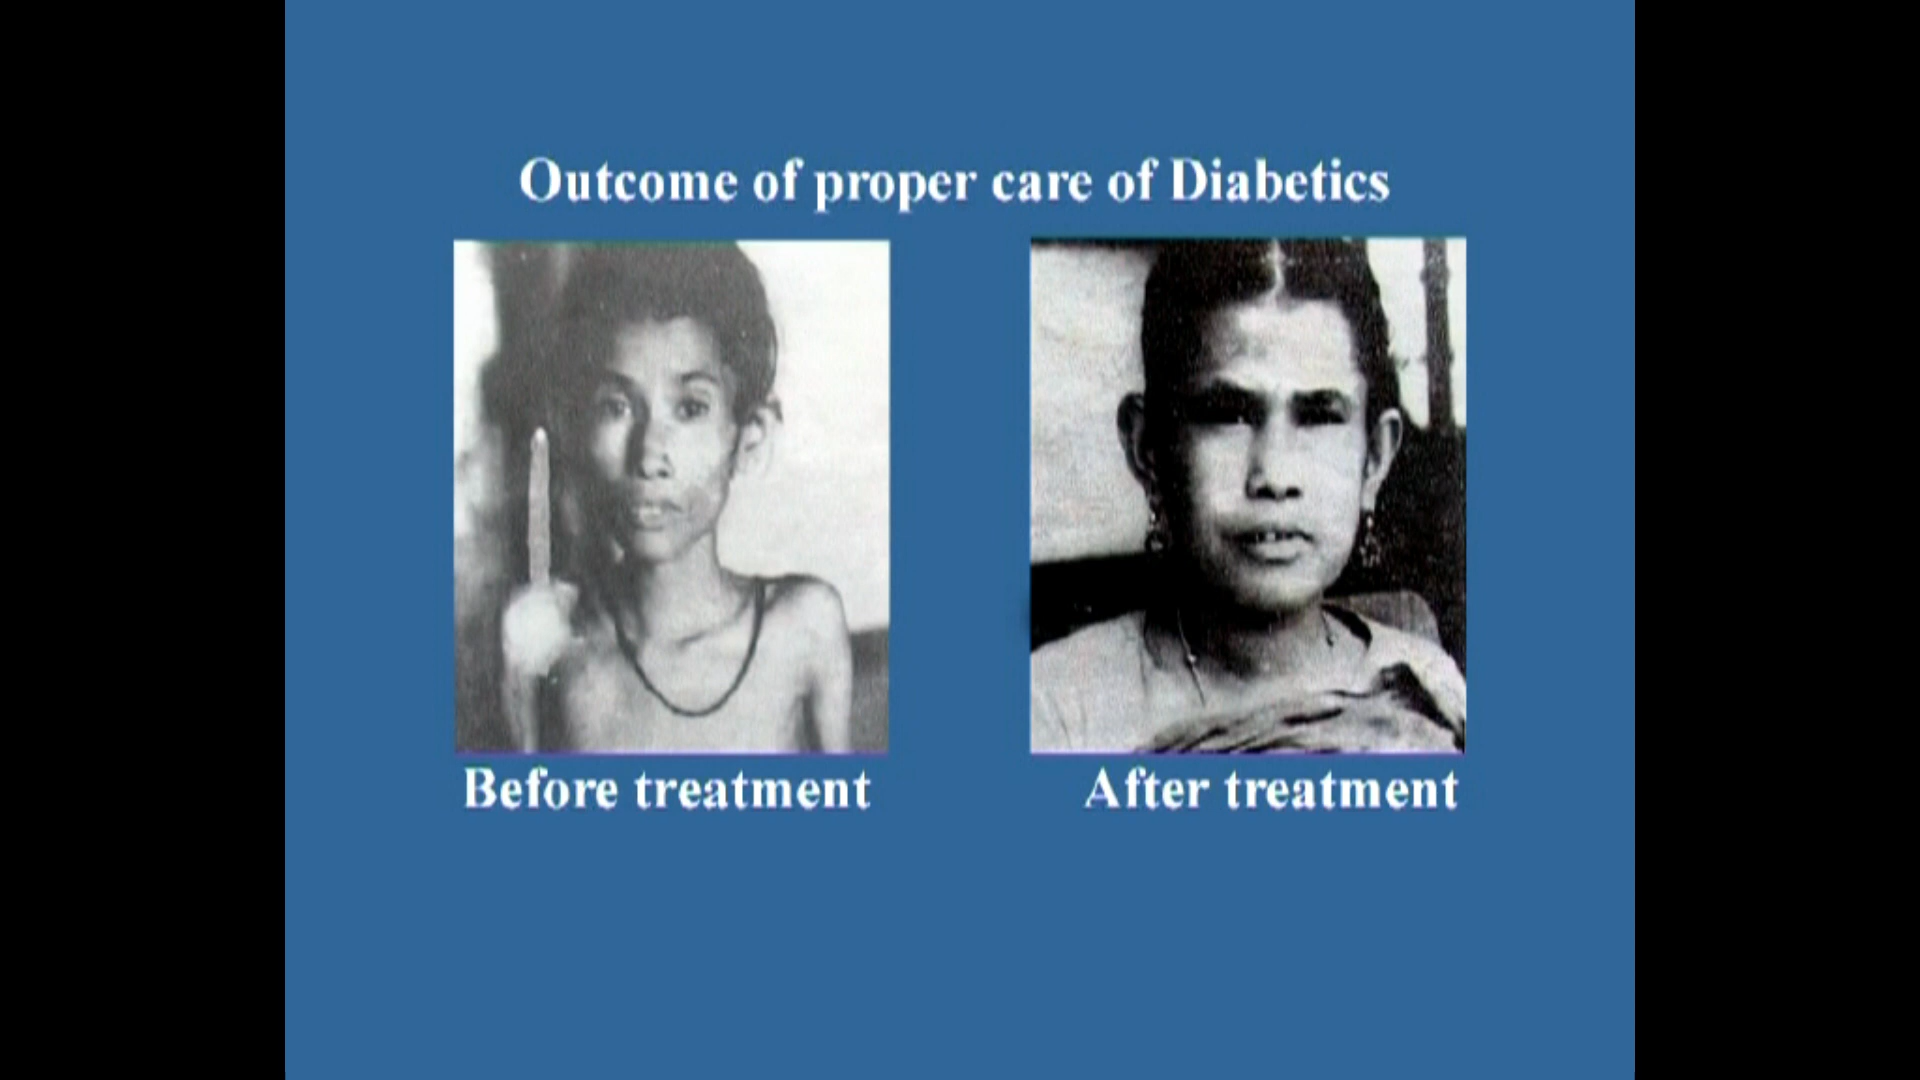 Outcome of proper care of Diabetics
Before treatment
After treatment